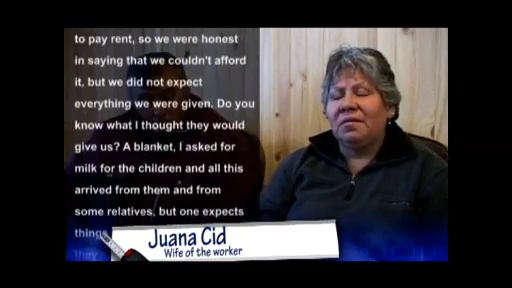 to pay rent, so we were honest
in saying that we couldn't afford
it, but we did not expect
everything we were given. Do you
know what I thought they would
give us? A blanket, I asked for
milk for the children and all this
arrived from them and from
some relatives, but one expects
things
they
Juana Cid
Wife of the worker